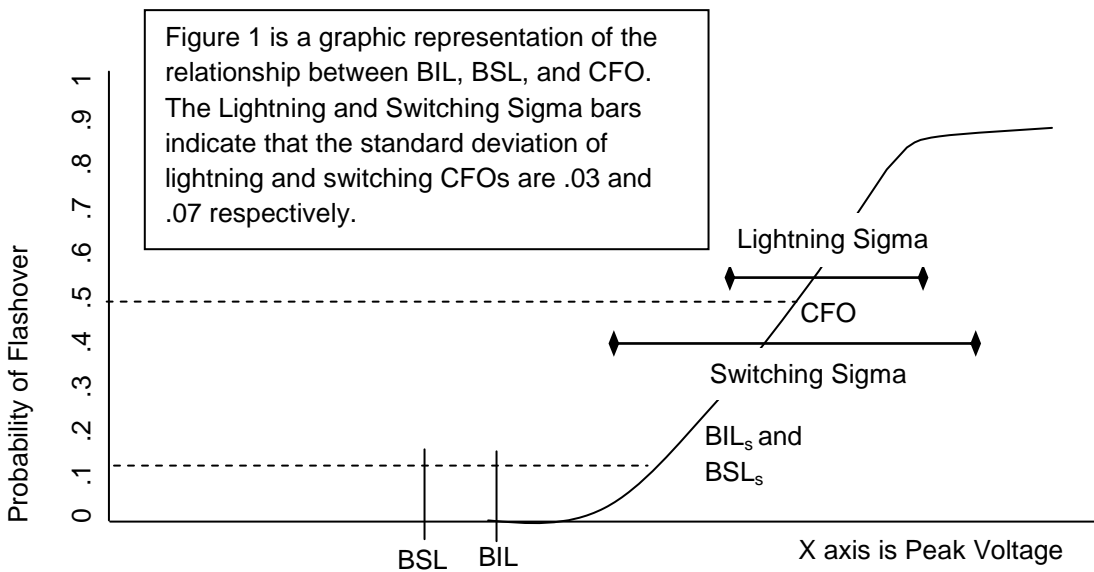 Figure 1 is a graphic representation of the
relationship between BIL, BSL, and CFO.
The Lightning and Switching Sigma bars
indicate that the standard deviation of
lightning and switching CFOs are .03 and
.07 respectively.
Probability of Flashover
1
.9
.8
.7
.6
.5
.4
.3
.2
.1
0
Lightning Sigma
CFO
Switching Sigma
BILs and
BSLs
BSL
BIL
X axis is Peak Voltage